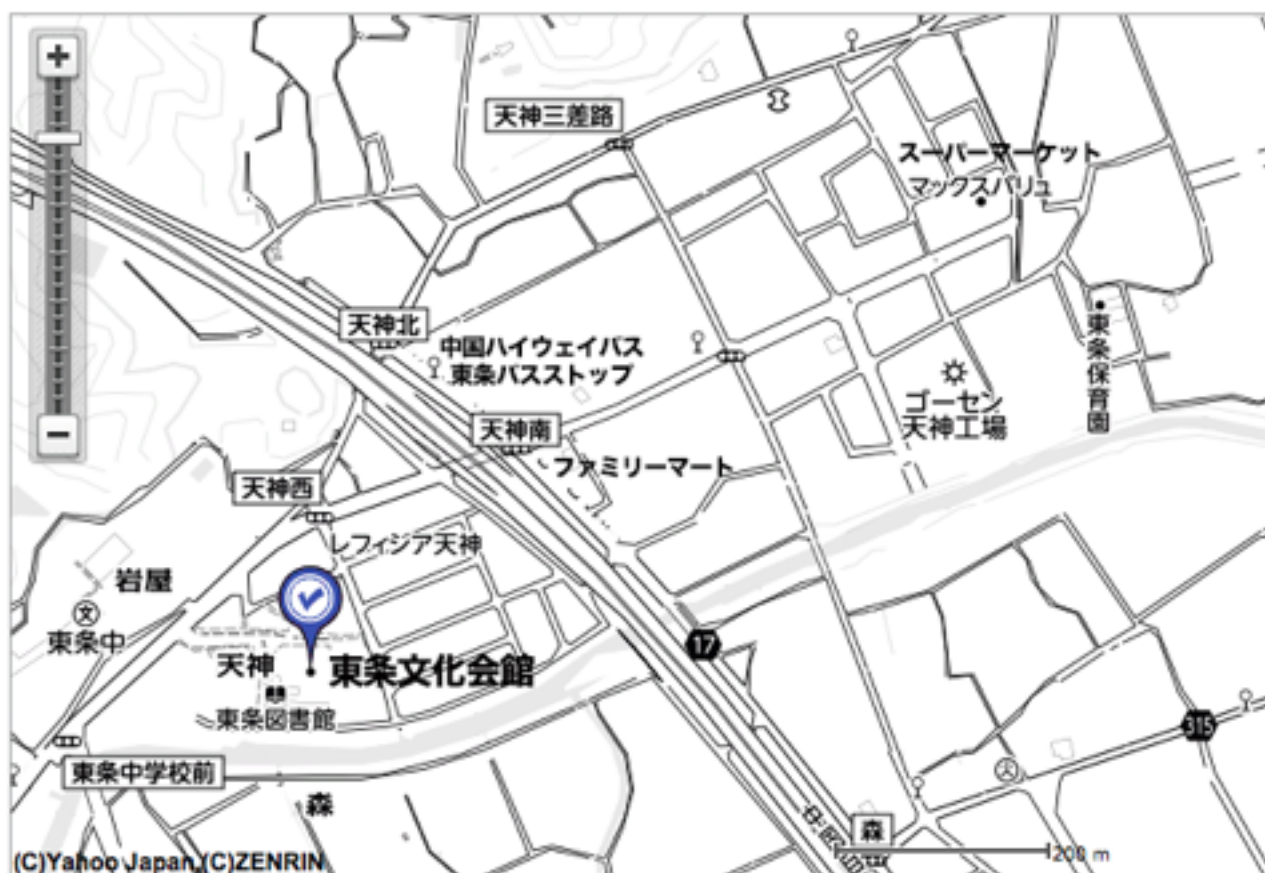 天神三差路
スーパーマーケット
マックスバリュ
天神北
中国ハイウェイバス
東条バスストップ
東条保育園
ゴーセン
天神工場
天神南
ファミリーマート
天神西
レフィジア天神
岩屋
文
東条中
17
天神
東条文化会館
東条図書館
315
東条中学校前
文
森
森
200 m
(C)Yahoo Japan,(C)ZENRIN